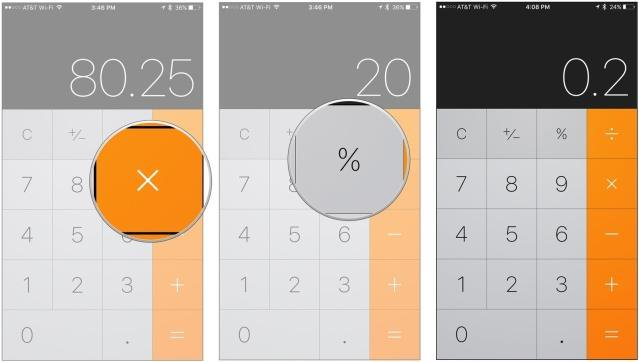 AT&T Wi-Fi 3:46 PM 36%
80.25
C +/-
7 8 ×
4 5 6
1 2 3 +
0 . =
AT&T Wi-Fi 3:46 PM 36%
20
C %
7 8
4 5 6 −
1 2 3 +
0 . =
AT&T Wi-Fi 4:08 PM 24%
0.2
C +/- % ÷
7 8 9 ×
4 5 6 −
1 2 3 +
0 . =